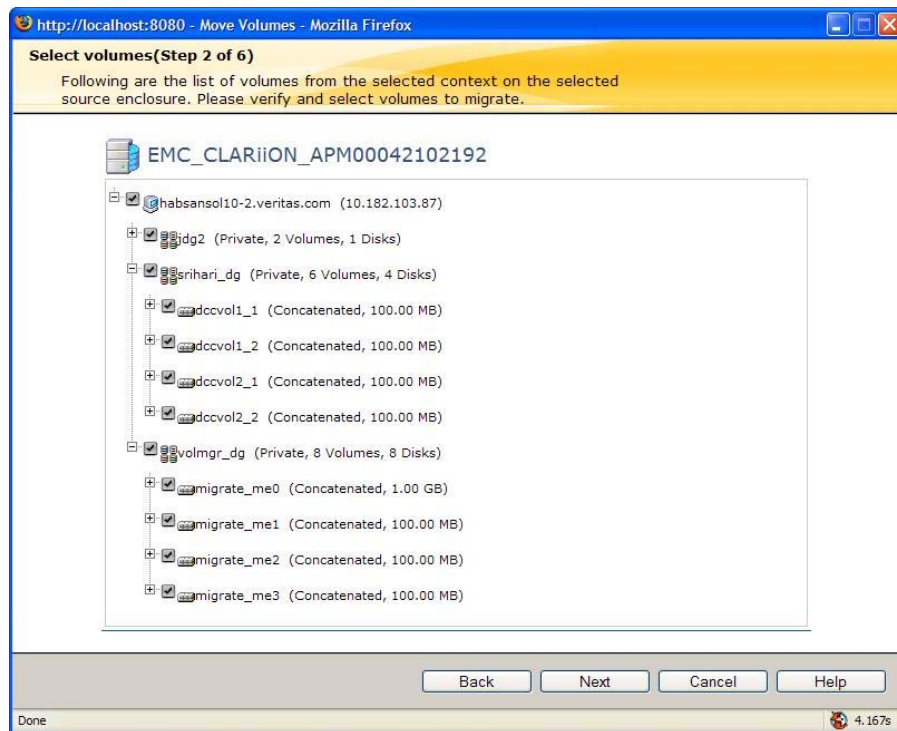 http://localhost:8080 - Move Volumes - Mozilla Firefox
Select volumes(Step 2 of 6)
Following are the list of volumes from the selected context on the selected
source enclosure. Please verify and select volumes to migrate.
EMC_CLARiiON_APM00042102192
habsansol10-2.veritas.com (10.182.103.87)
jdg2 (Private, 2 Volumes, 1 Disks)
srihari_dg (Private, 6 Volumes, 4 Disks)
dccvol1_1 (Concatenated, 100.00 MB)
dccvol1_2 (Concatenated, 100.00 MB)
dccvol2_1 (Concatenated, 100.00 MB)
dccvol2_2 (Concatenated, 100.00 MB)
volmgr_dg (Private, 8 Volumes, 8 Disks)
migrate_me0 (Concatenated, 1.00 GB)
migrate_me1 (Concatenated, 100.00 MB)
migrate_me2 (Concatenated, 100.00 MB)
migrate_me3 (Concatenated, 100.00 MB)
Back Next Cancel Help
Done 4.167s